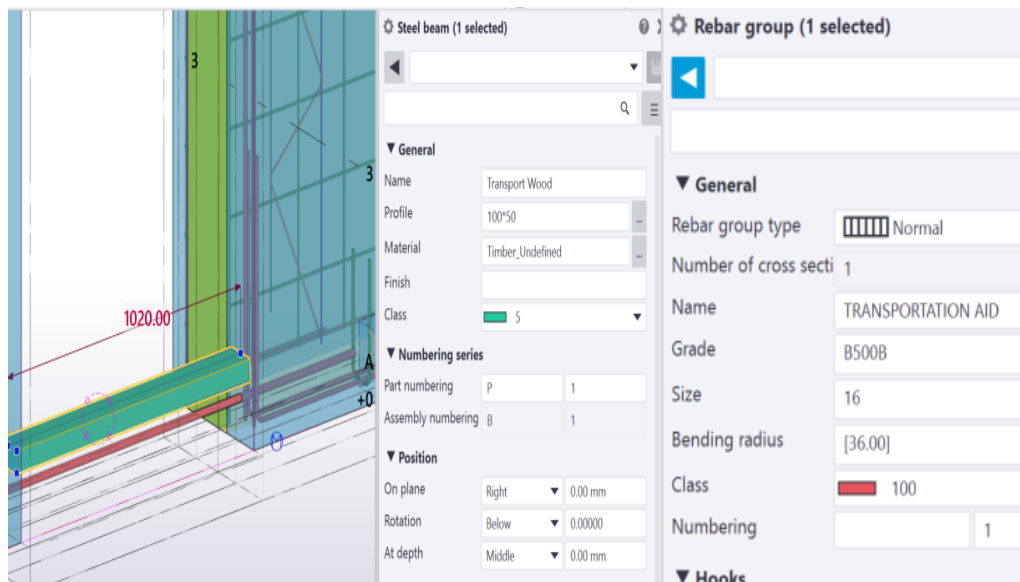 3
3
1020.00
A
+0
Steel beam (1 selected)
General
Name Transport Wood
Profile 100*50 ...
Material Timber_Undefined ...
Finish
Class 5
Numbering series
Part numbering P 1
Assembly numbering B 1
Position
On plane Right 0.00 mm
Rotation Below 0.00000
At depth Middle 0.00 mm
Rebar group (1 selected)
General
Rebar group type Normal
Number of cross secti 1
Name TRANSPORTATION AID
Grade B500B
Size 16
Bending radius [36.00]
Class 100
Numbering 1
Hooks